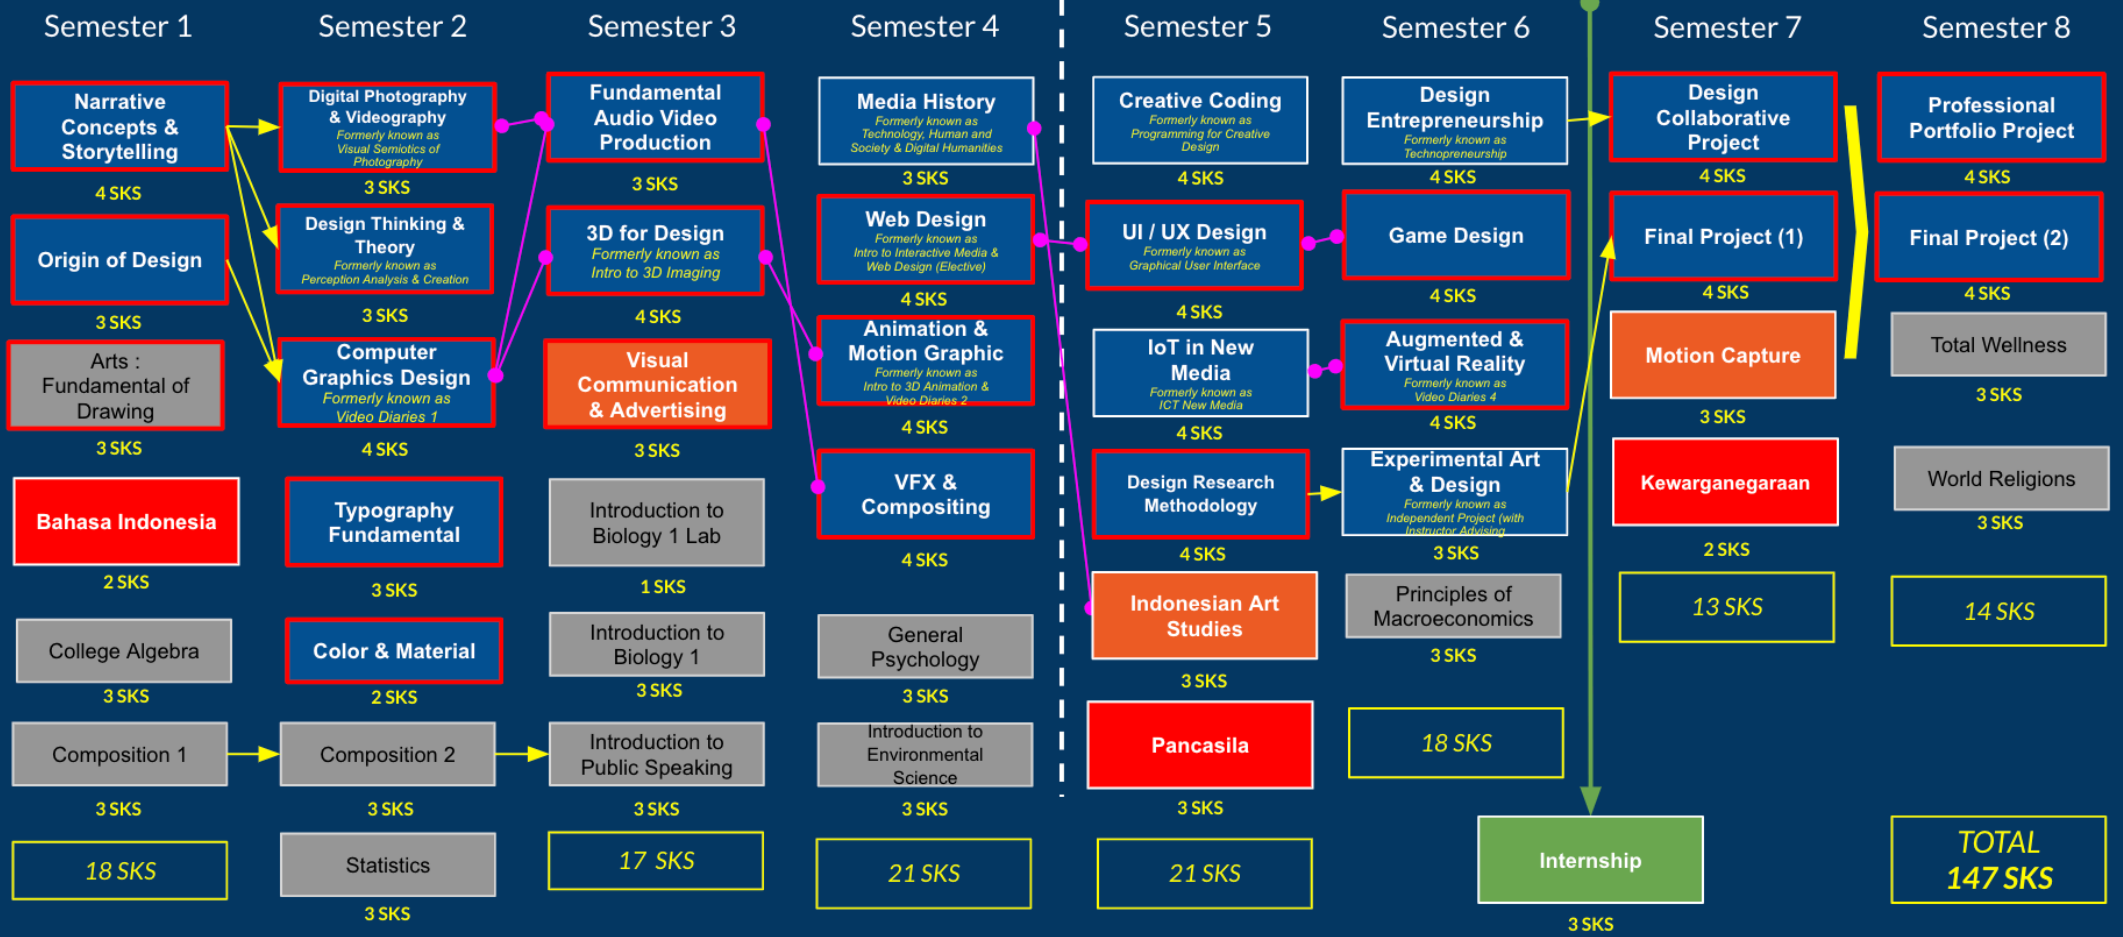 Semester 1
Narrative
Concepts &
Storytelling
4 SKS
Origin of Design
3 SKS
Arts :
Fundamental of
Drawing
3 SKS
Bahasa Indonesia
2 SKS
College Algebra
3 SKS
Composition 1
3 SKS
18 SKS
Semester 2
Digital Photography
& Videography
Formerly known as
Visual Semiotics of
Photography
3 SKS
Design Thinking &
Theory
Formerly known as
Perception Analysis & Creation
3 SKS
Computer
Graphics Design
Formerly known as
Video Diaries 1
4 SKS
Typography
Fundamental
3 SKS
Color & Material
2 SKS
Composition 2
3 SKS
Statistics
3 SKS
Semester 3
Fundamental
Audio Video
Production
3 SKS
3D for Design
Formerly known as
Intro to 3D Imaging
4 SKS
Visual
Communication
& Advertising
3 SKS
Introduction to
Biology 1 Lab
1 SKS
Introduction to
Biology 1
3 SKS
Introduction to
Public Speaking
3 SKS
17 SKS
Semester 4
Media History
Formerly known as
Technology, Human and
Society & Digital Humanities
3 SKS
Web Design
Formerly known as
Intro to Interactive Media &
Web Design (Elective)
4 SKS
Animation &
Motion Graphic
Formerly known as
Intro to 3D Animation &
Video Diaries 2
4 SKS
VFX &
Compositing
4 SKS
General
Psychology
3 SKS
Introduction to
Environmental
Science
3 SKS
21 SKS
Semester 5
Creative Coding
Formerly known as
Programming for Creative
Design
4 SKS
UI / UX Design
Formerly known as
Graphical User Interface
4 SKS
IoT in New
Media
Formerly known as
ICT New Media
4 SKS
Design Research
Methodology
4 SKS
Indonesian Art
Studies
3 SKS
Pancasila
3 SKS
21 SKS
Semester 6
Design
Entrepreneurship
Formerly known as
Technopreneurship
4 SKS
Game Design
4 SKS
Augmented &
Virtual Reality
Formerly known as
Video Diaries 4
4 SKS
Experimental Art
& Design
Formerly known as
Independent Project (with
Instructor Advising
3 SKS
Principles of
Macroeconomics
3 SKS
18 SKS
Internship
3 SKS
Semester 7
Design
Collaborative
Project
4 SKS
Final Project (1)
4 SKS
Motion Capture
3 SKS
Kewarganegaraan
2 SKS
13 SKS
Semester 8
Professional
Portfolio Project
4 SKS
Final Project (2)
4 SKS
Total Wellness
3 SKS
World Religions
3 SKS
14 SKS
TOTAL
147 SKS